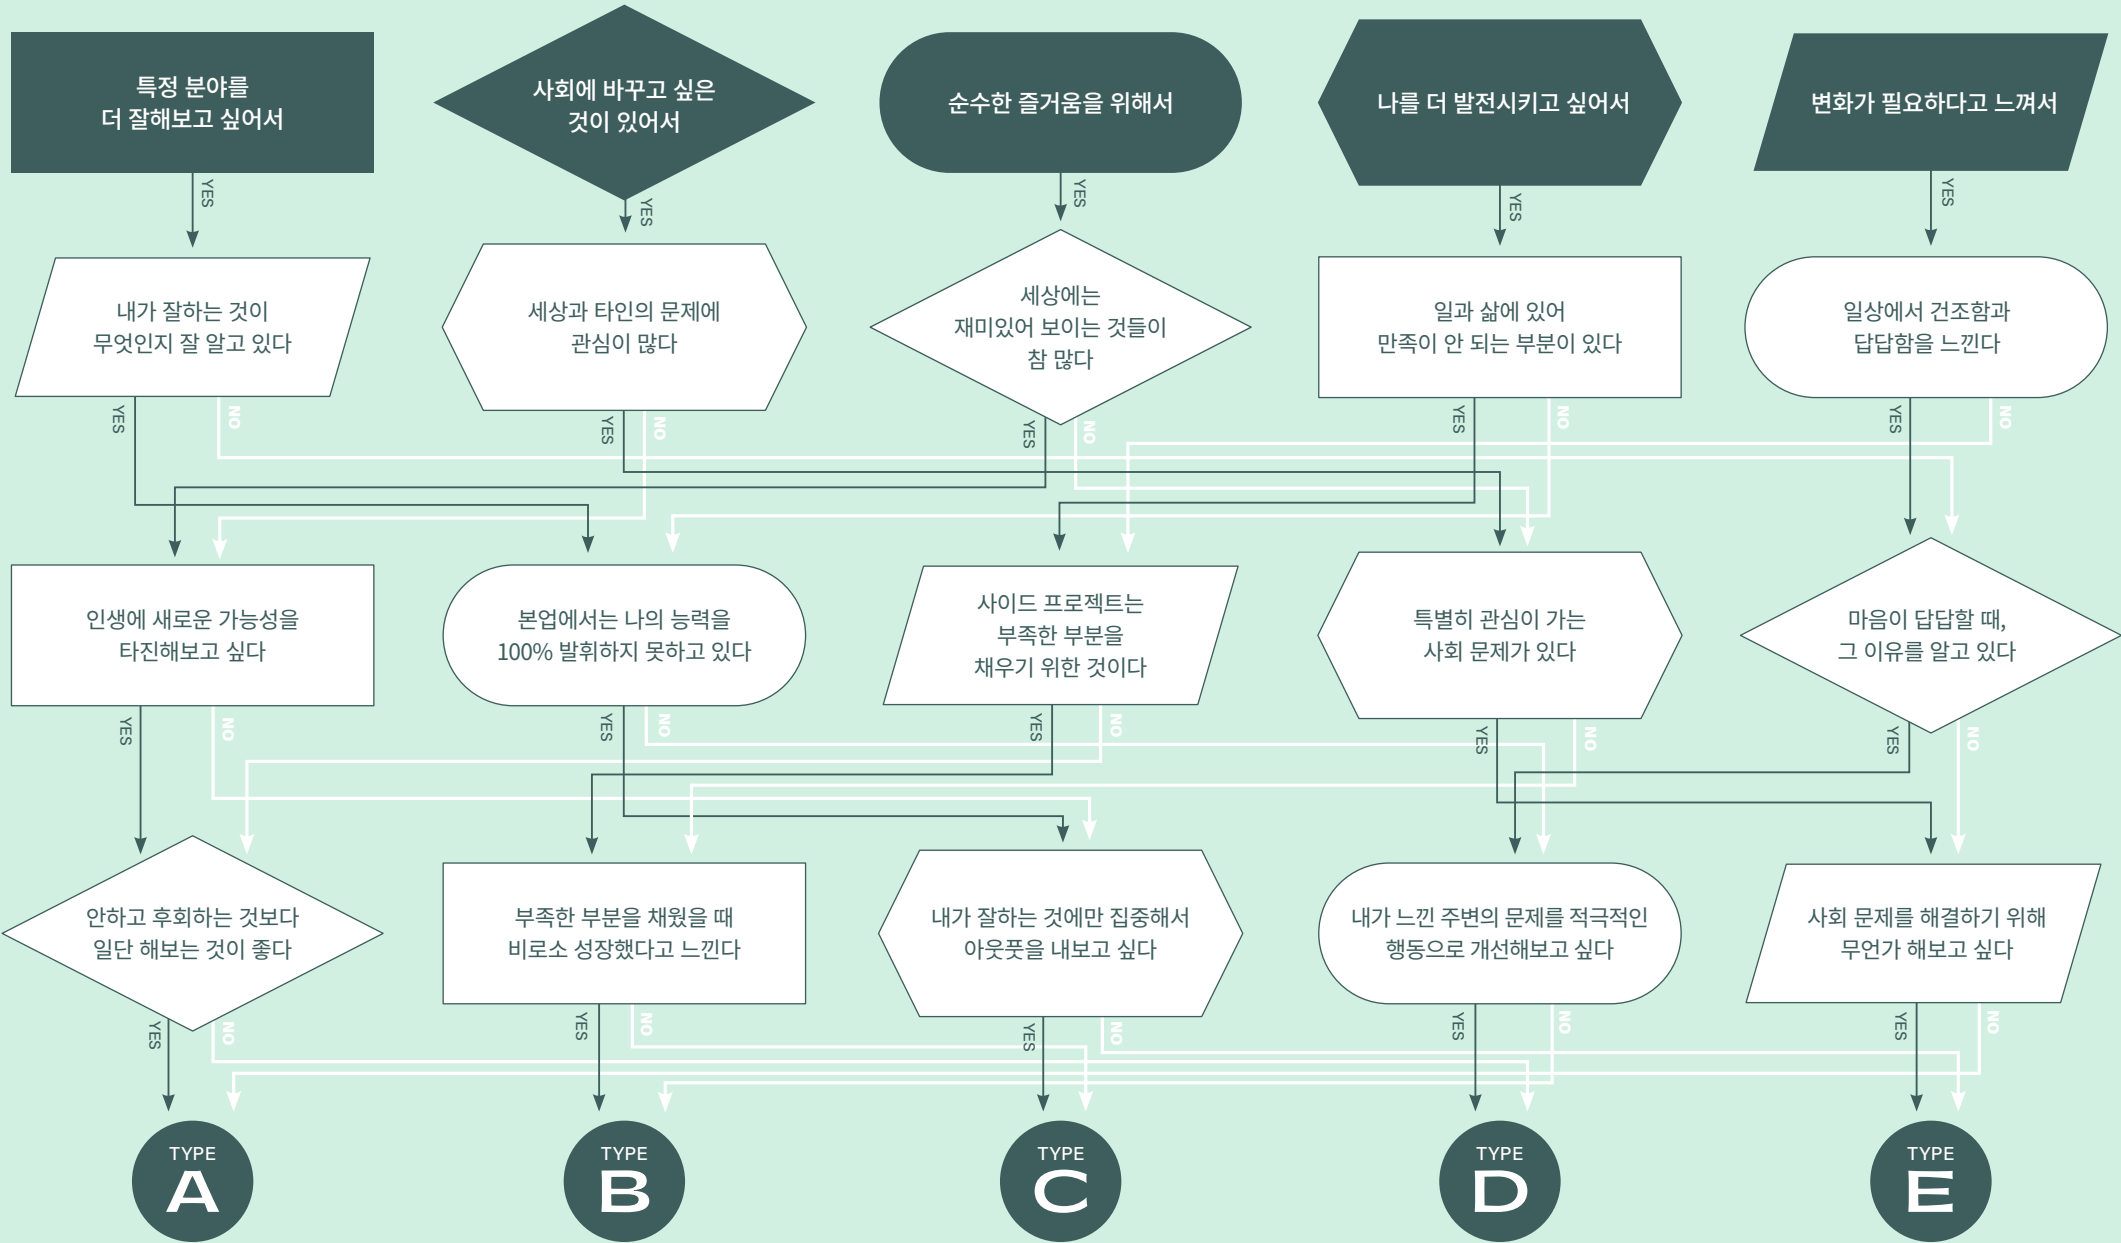 특정 분야를
더 잘해보고 싶어서
사회에 바꾸고 싶은
것이 있어서
순수한 즐거움을 위해서
나를 더 발전시키고 싶어서
변화가 필요하다고 느껴서
YES
YES
YES
YES
YES
내가 잘하는 것이
무엇인지 잘 알고 있다
세상과 타인의 문제에
관심이 많다
세상에는
재미있어 보이는 것들이
참 많다
일과 삶에 있어
만족이 안 되는 부분이 있다
일상에서 건조함과
답답함을 느낀다
YES
NO
YES
NO
YES
NO
YES
NO
YES
NO
인생에 새로운 가능성을
타진해보고 싶다
본업에서는 나의 능력을
100% 발휘하지 못하고 있다
사이드 프로젝트는
부족한 부분을
채우기 위한 것이다
특별히 관심이 가는
사회 문제가 있다
마음이 답답할 때,
그 이유를 알고 있다
YES
NO
YES
NO
YES
NO
YES
NO
YES
NO
안하고 후회하는 것보다
일단 해보는 것이 좋다
부족한 부분을 채웠을 때
비로소 성장했다고 느낀다
내가 잘하는 것에만 집중해서
아웃풋을 내보고 싶다
내가 느낀 주변의 문제를 적극적인
행동으로 개선해보고 싶다
사회 문제를 해결하기 위해
무언가 해보고 싶다
YES
NO
YES
NO
YES
NO
YES
NO
YES
NO
TYPE
A
TYPE
B
TYPE
C
TYPE
D
TYPE
E